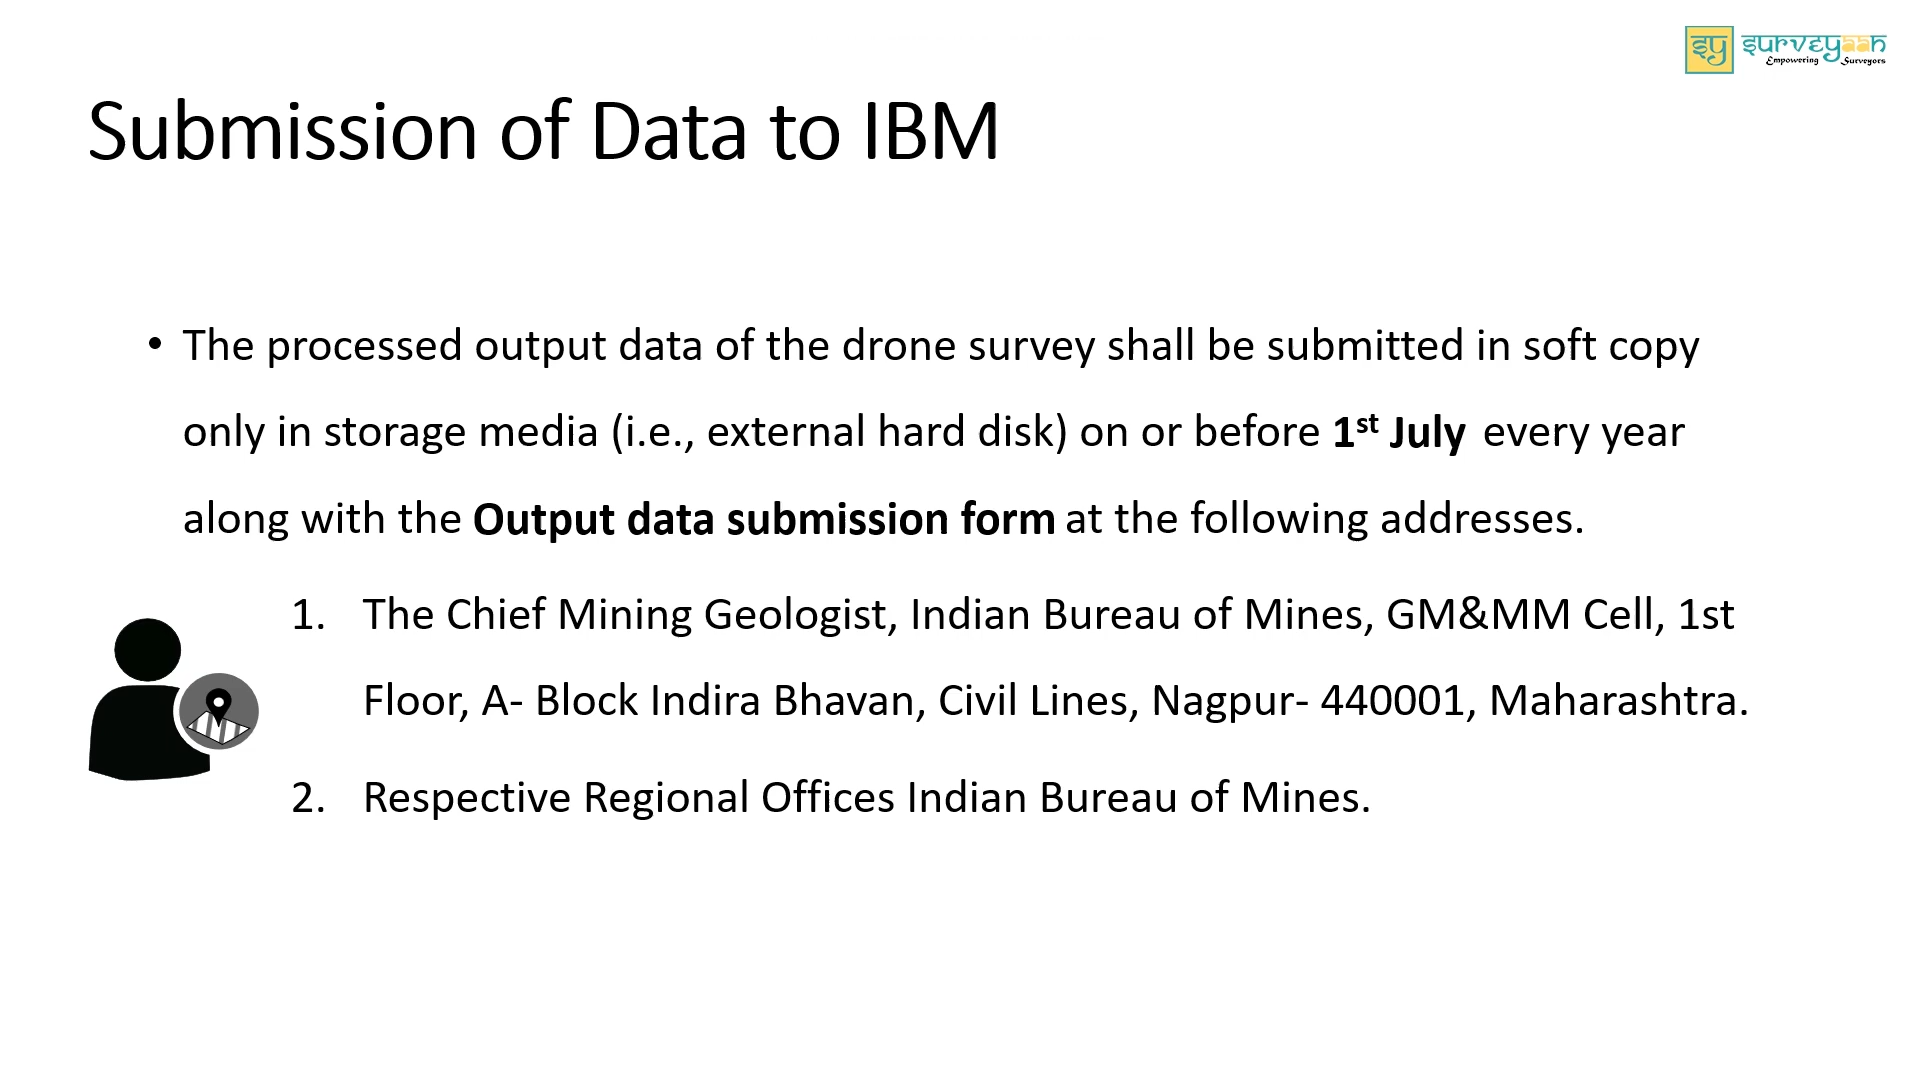 SY surveyaan
Empowering Surveyors
Submission of Data to IBM
• The processed output data of the drone survey shall be submitted in soft copy
only in storage media (i.e., external hard disk) on or before 1st July every year
along with the Output data submission form at the following addresses.
1. The Chief Mining Geologist, Indian Bureau of Mines, GM&MM Cell, 1st
Floor, A- Block Indira Bhavan, Civil Lines, Nagpur- 440001, Maharashtra.
2. Respective Regional Offices Indian Bureau of Mines.